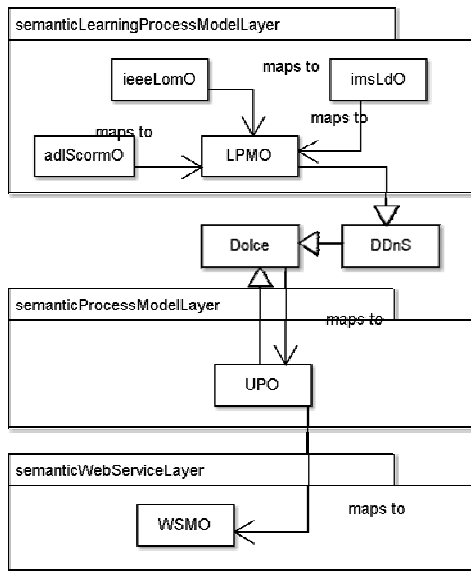 semanticLearningProcessModelLayer
ieeeLomO
maps to
imsLdO
maps to
maps to
adlScormO
LPMO
Dolce
DDnS
semanticProcessModelLayer
maps to
UPO
semanticWebServiceLayer
WSMO
maps to